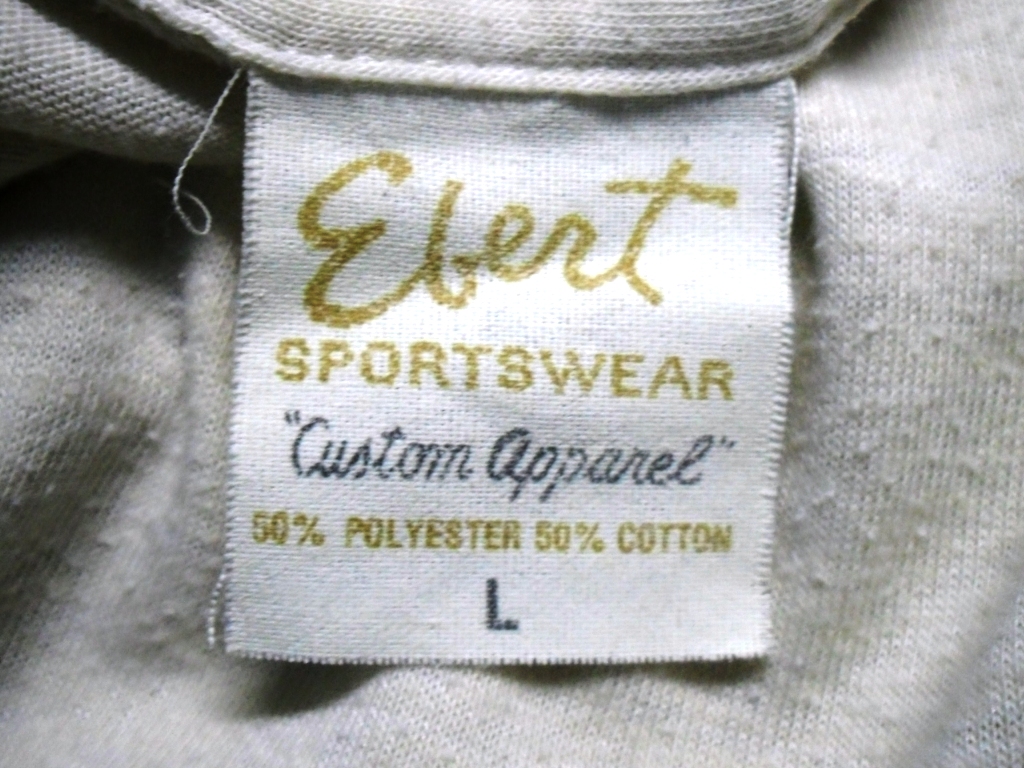 Ebert
SPORTSWEAR
"Custom Apparel"
50% POLYESTER 50% COTTON
L